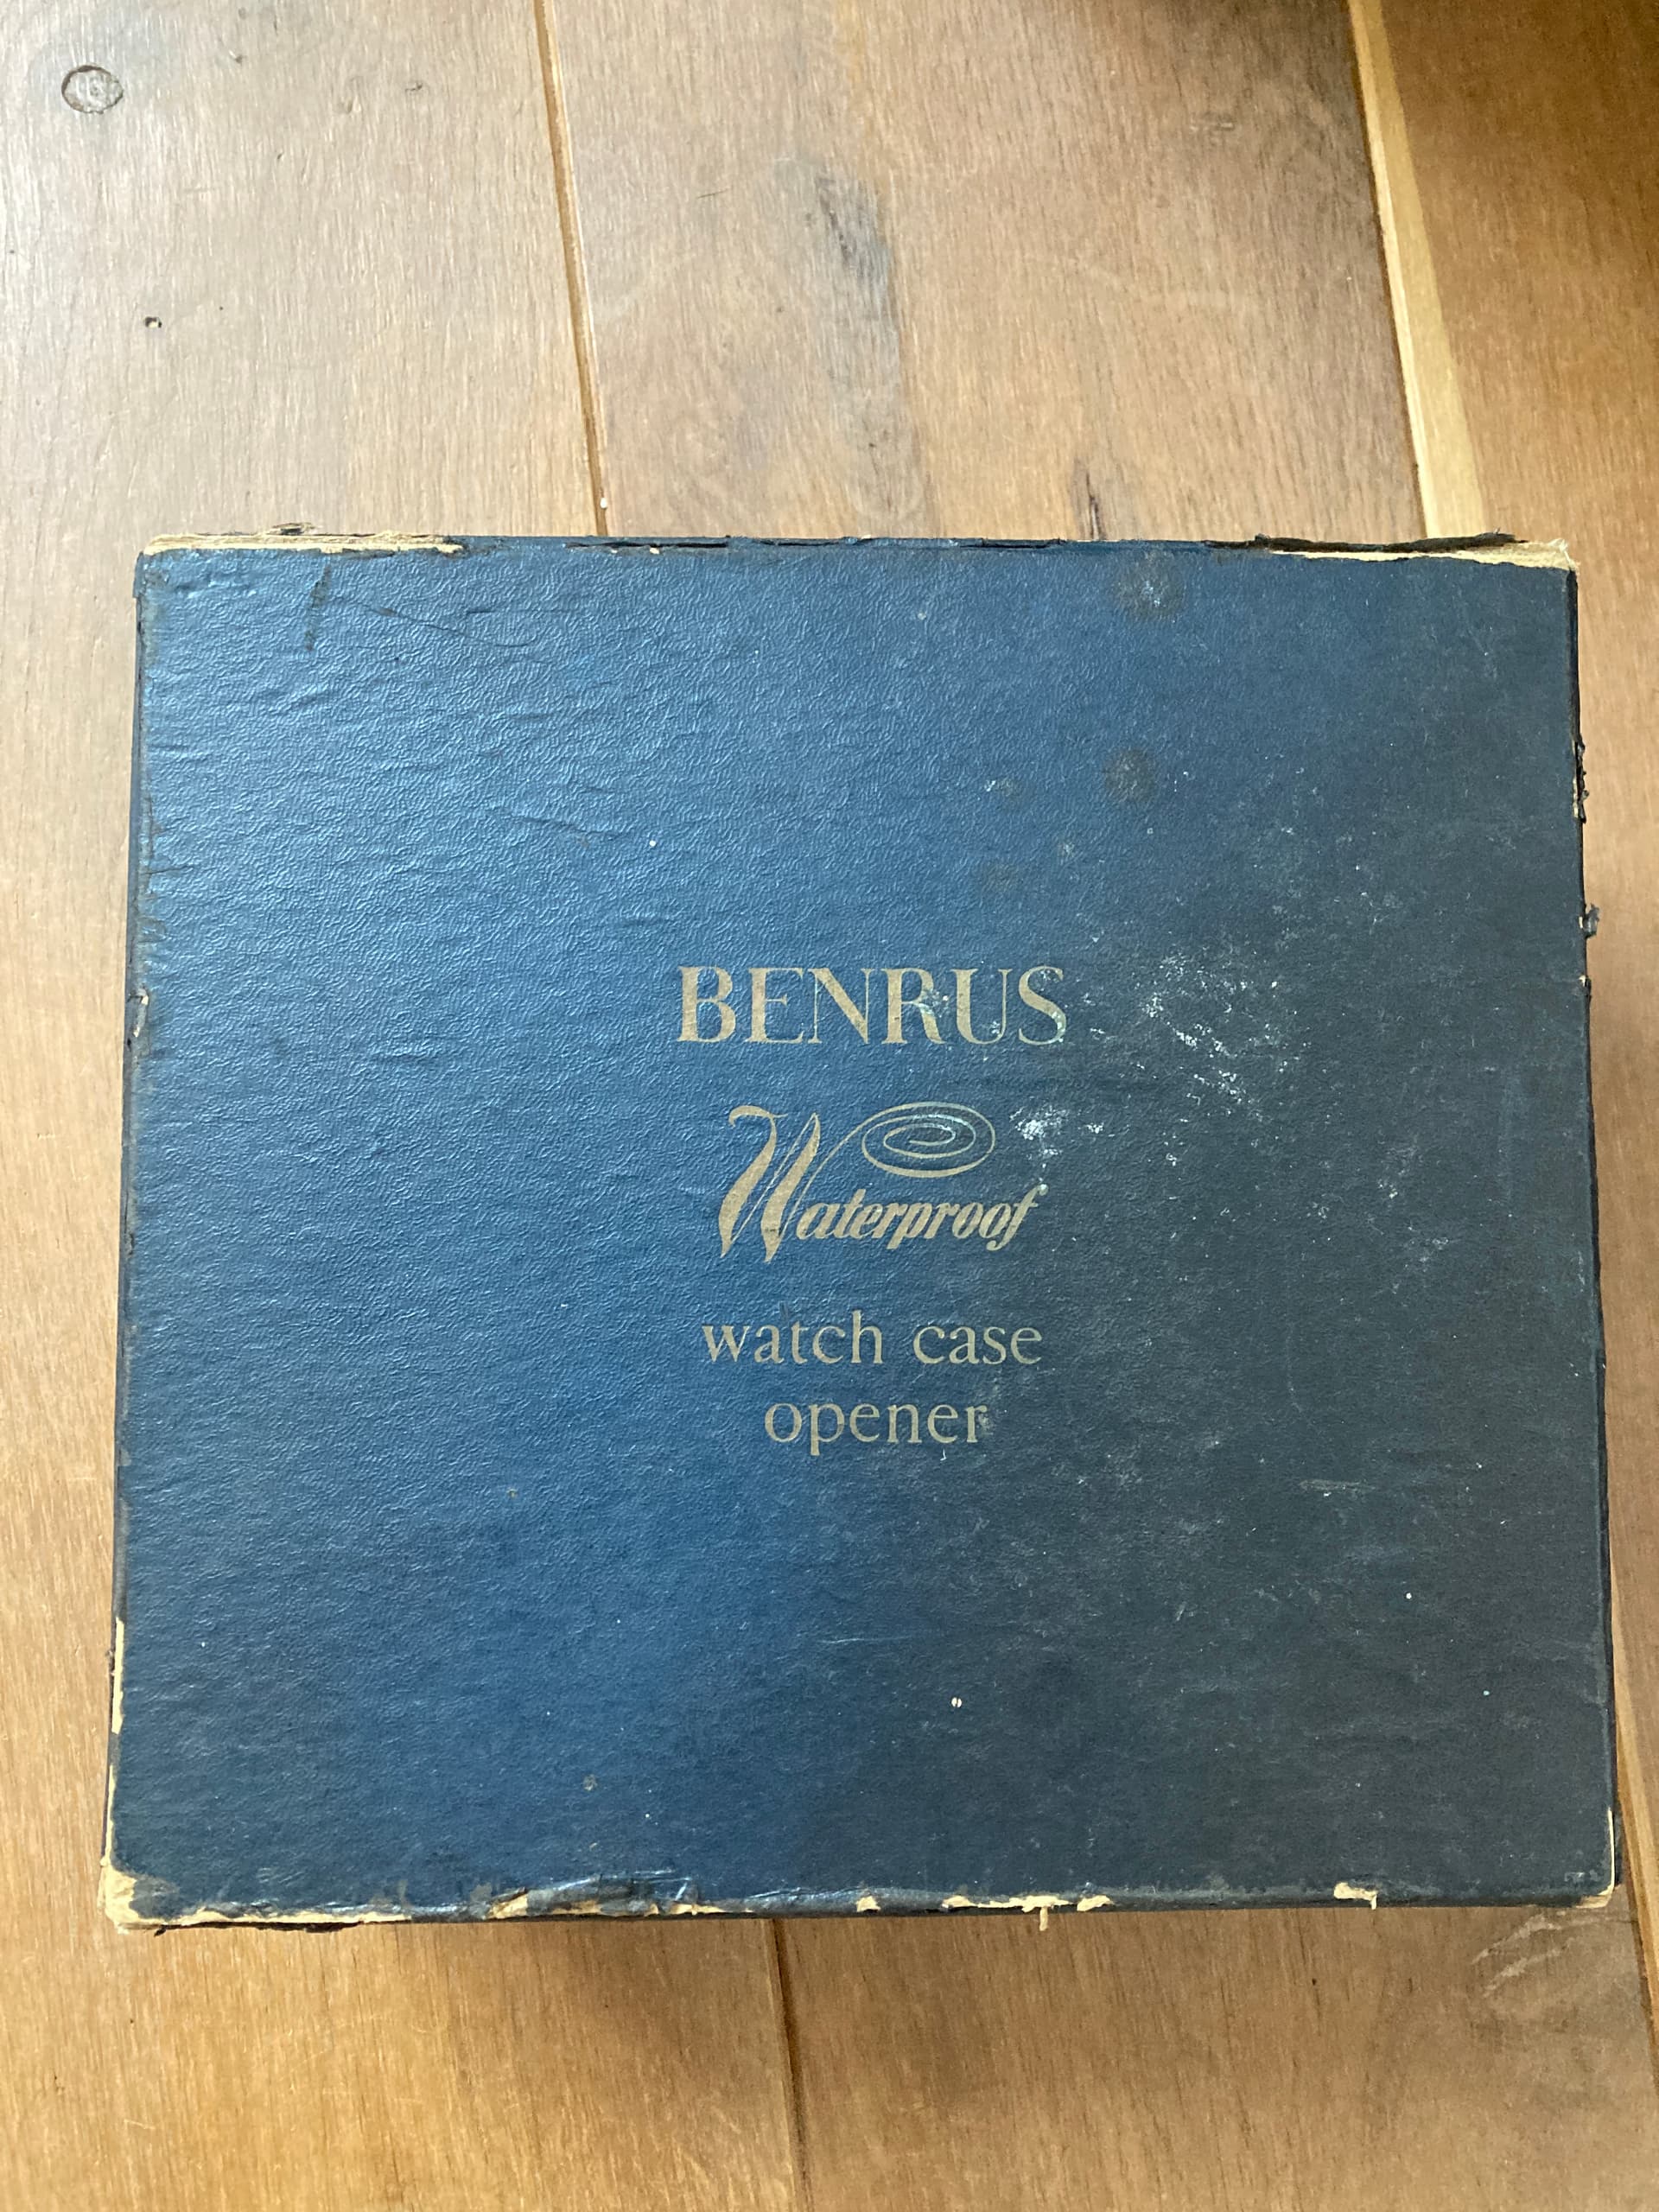 BENRUS
Waterproof
watch case
opener